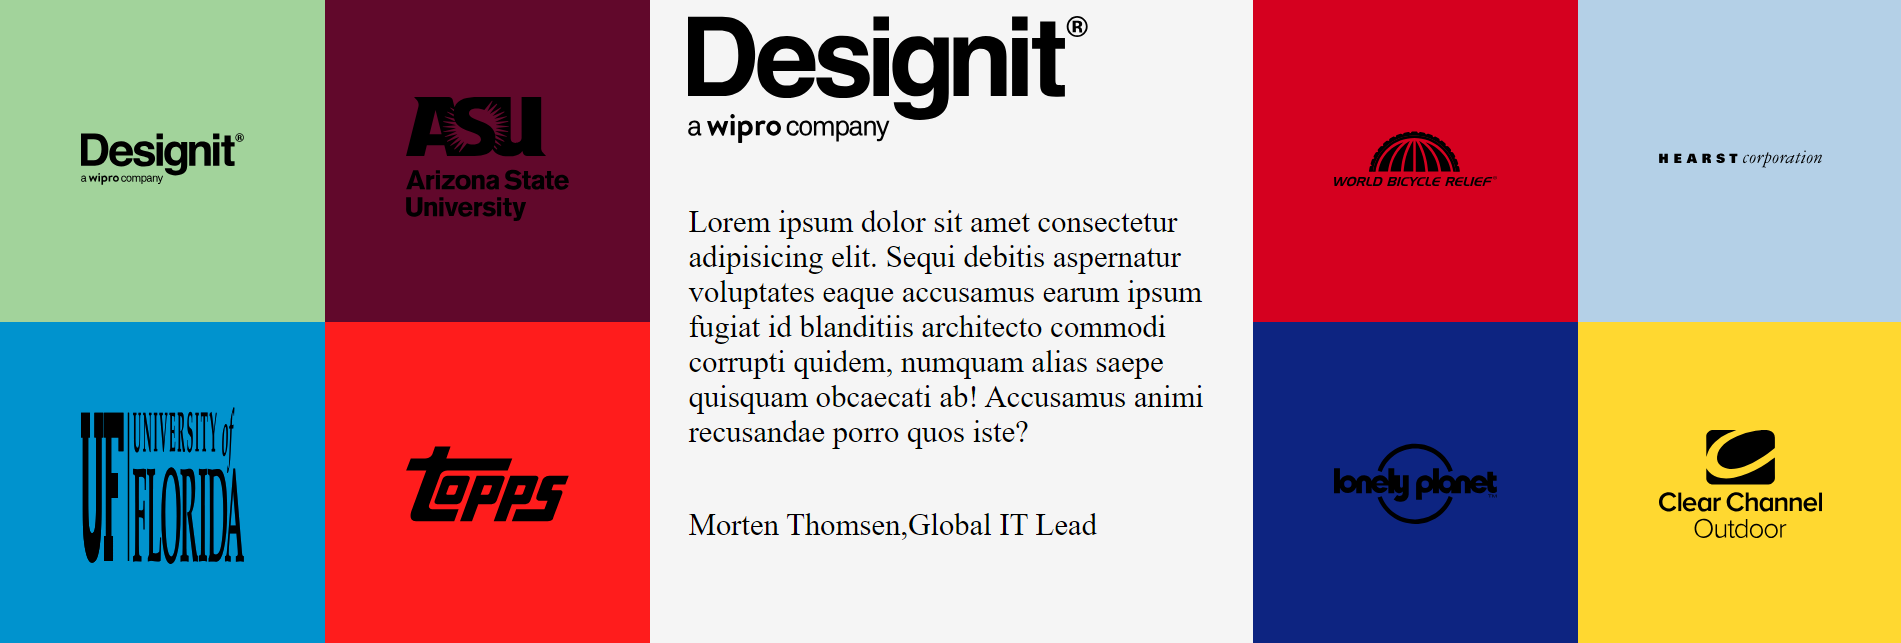 Designit®
a wipro company
ASU
Arizona State
University
UF UNIVERSITY of
FLORIDA
topps
Designit®
a wipro company
Lorem ipsum dolor sit amet consectetur
adipisicing elit. Sequi debitis aspernatur
voluptates eaque accusamus earum ipsum
fugiat id blanditiis architecto commodi
corrupti quidem, numquam alias saepe
quisquam obcaecati ab! Accusamus animi
recusandae porro quos iste?
Morten Thomsen,Global IT Lead
WORLD BICYCLE RELIEF®
HEARST corporation
lonely planet
Clear Channel
Outdoor